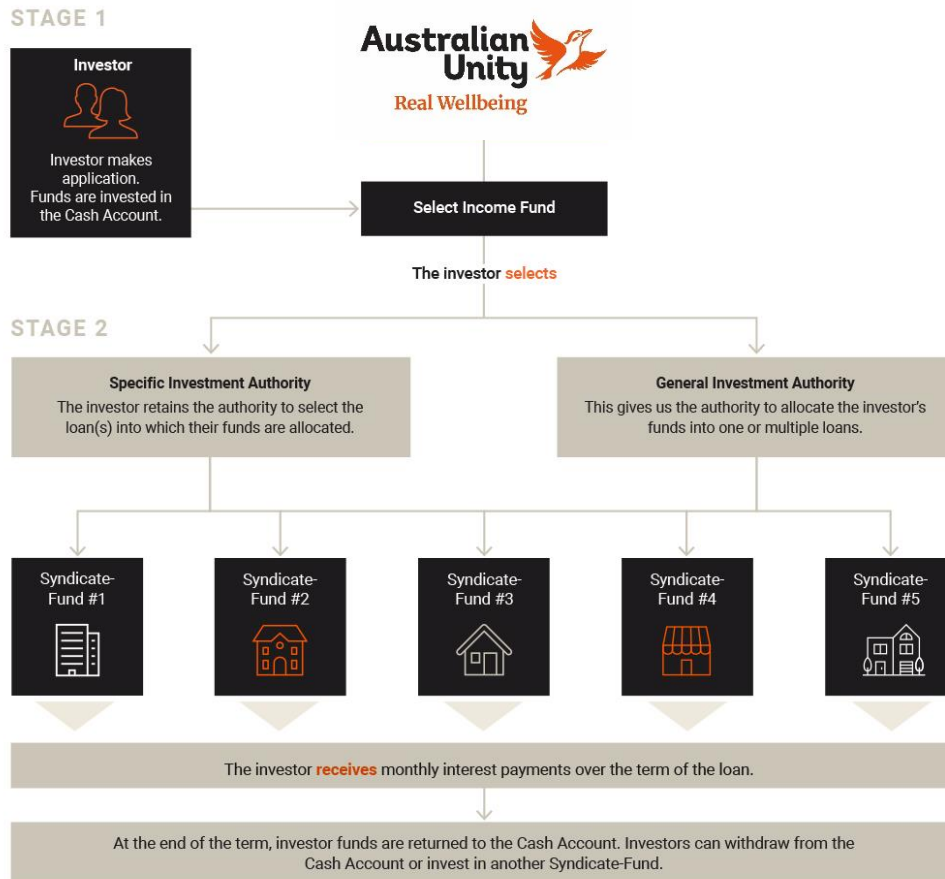 STAGE 1
Investor
Investor makes
application.
Funds are invested in
the Cash Account.
Australian
Unity
Real Wellbeing
Select Income Fund
The investor selects
STAGE 2
Specific Investment Authority
The investor retains the authority to select the
loan(s) into which their funds are allocated.
General Investment Authority
This gives us the authority to allocate the investor's
funds into one or multiple loans.
Syndicate-
Fund #1
Syndicate-
Fund #2
Syndicate-
Fund #3
Syndicate-
Fund #4
Syndicate-
Fund #5
The investor receives monthly interest payments over the term of the loan.
At the end of the term, investor funds are returned to the Cash Account. Investors can withdraw from the
Cash Account or invest in another Syndicate-Fund.